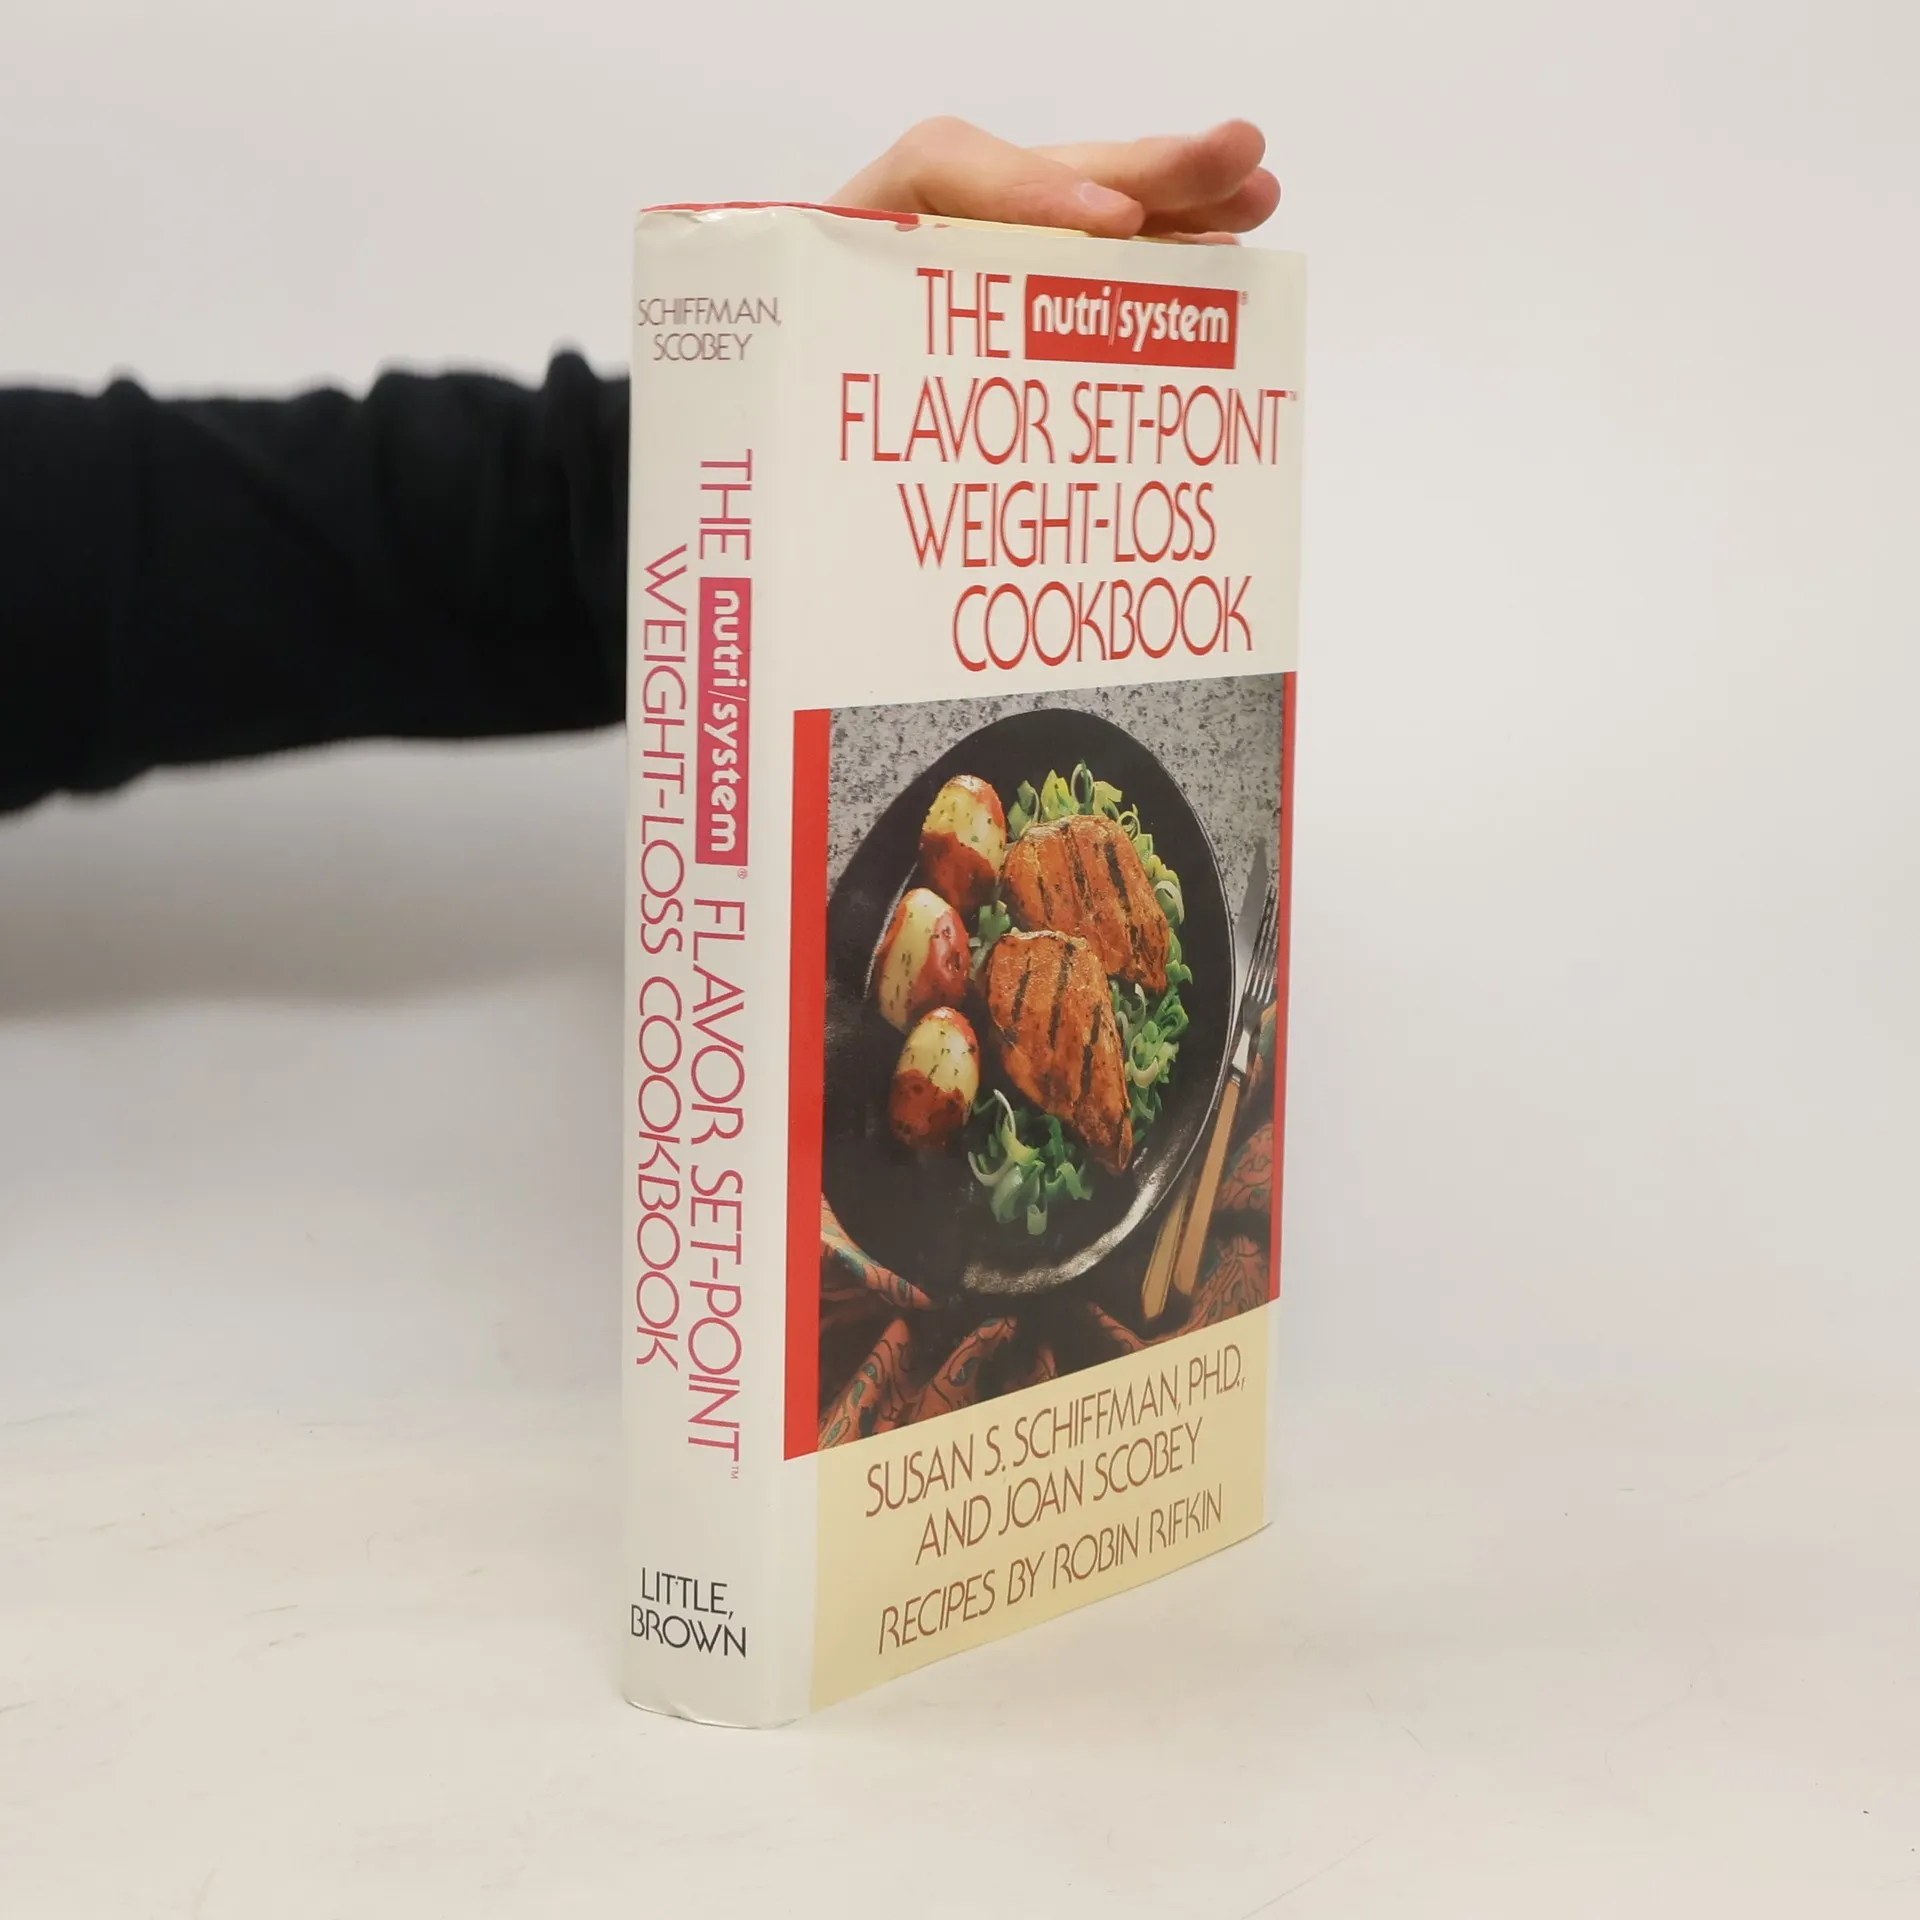 SCHIFFMAN,
SCOBEY
THE nutri/system® FLAVOR SET-POINT™
WEIGHT-LOSS COOKBOOK
LITTLE,
BROWN
THE nutri/system®
FLAVOR SET-POINT™
WEIGHT-LOSS
COOKBOOK
SUSAN S. SCHIFFMAN, PH.D.,
AND JOAN SCOBEY
RECIPES BY ROBIN RIFKIN